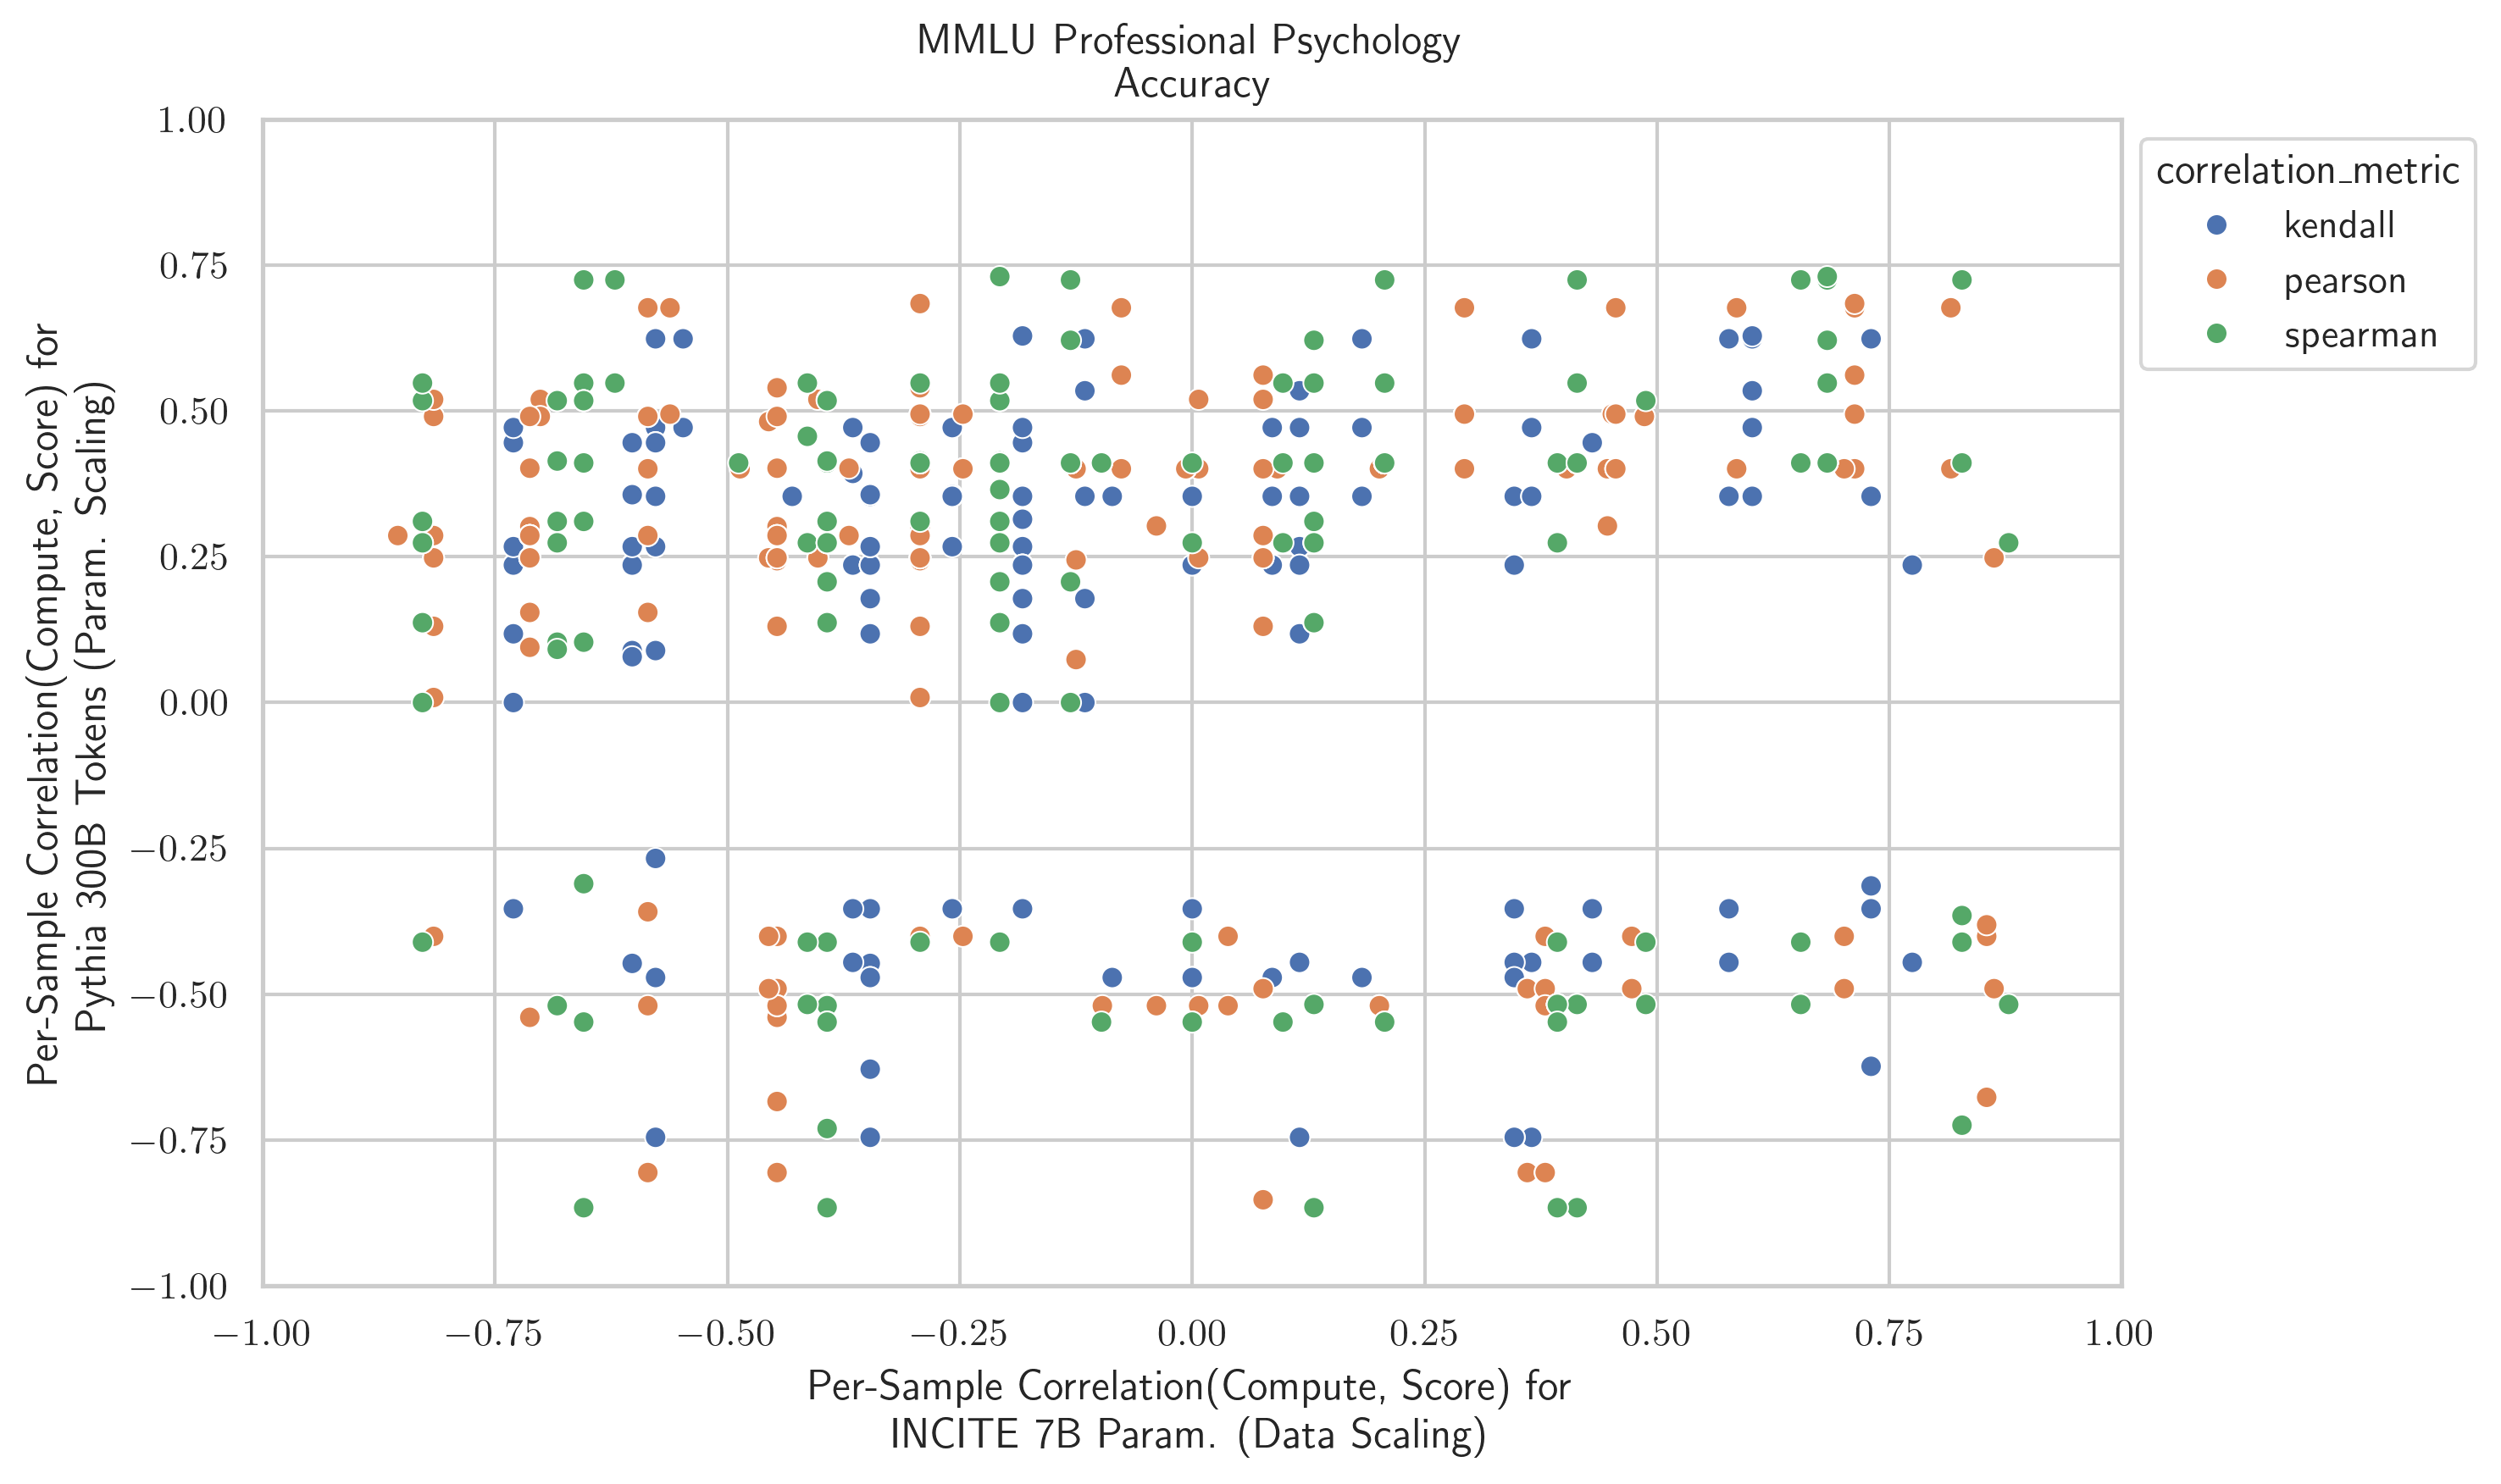 MMLU Professional Psychology
Accuracy
1.00
0.75
0.50
0.25
0.00
−0.25
−0.50
−0.75
−1.00
Per-Sample Correlation(Compute, Score) for
Pythia 300B Tokens (Param. Scaling)
−1.00 −0.75 −0.50 −0.25 0.00 0.25 0.50 0.75 1.00
Per-Sample Correlation(Compute, Score) for
INCITE 7B Param. (Data Scaling)
correlation_metric
kendall
pearson
spearman